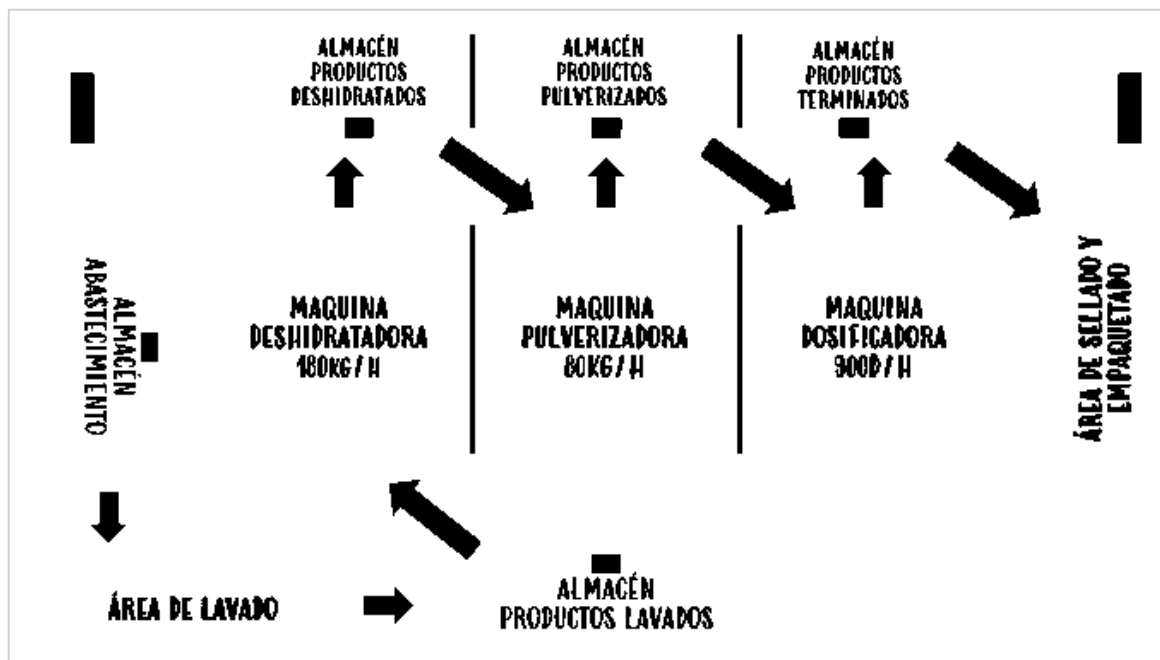 ALMACÉN
PRODUCTOS
DESHIDRATADOS
ALMACÉN
PRODUCTOS
PULVERIZADOS
ALMACÉN
PRODUCTOS
TERMINADOS
ALMACÉN
ABASTECIMIENTO
MAQUINA
DESHIDRATADORA
180KG / H
MAQUINA
PULVERIZADORA
80KG / H
MAQUINA
DOSIFICADORA
900D / H
ÁREA DE SELLADO Y
EMPAQUETADO
ÁREA DE LAVADO
ALMACÉN
PRODUCTOS LAVADOS